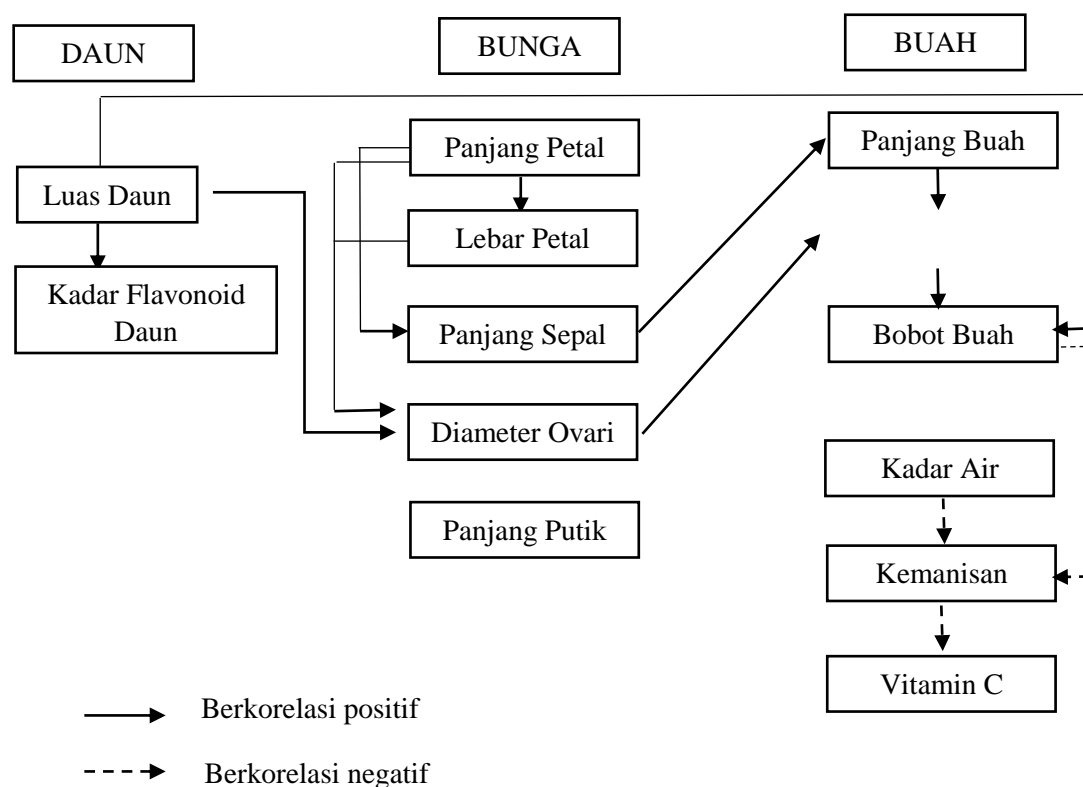 DAUN
BUNGA
BUAH
Luas Daun
Kadar Flavonoid
Daun
Panjang Petal
Lebar Petal
Panjang Sepal
Diameter Ovari
Panjang Putik
Panjang Buah
Bobot Buah
Kadar Air
Kemanisan
Vitamin C
Berkorelasi positif
Berkorelasi negatif